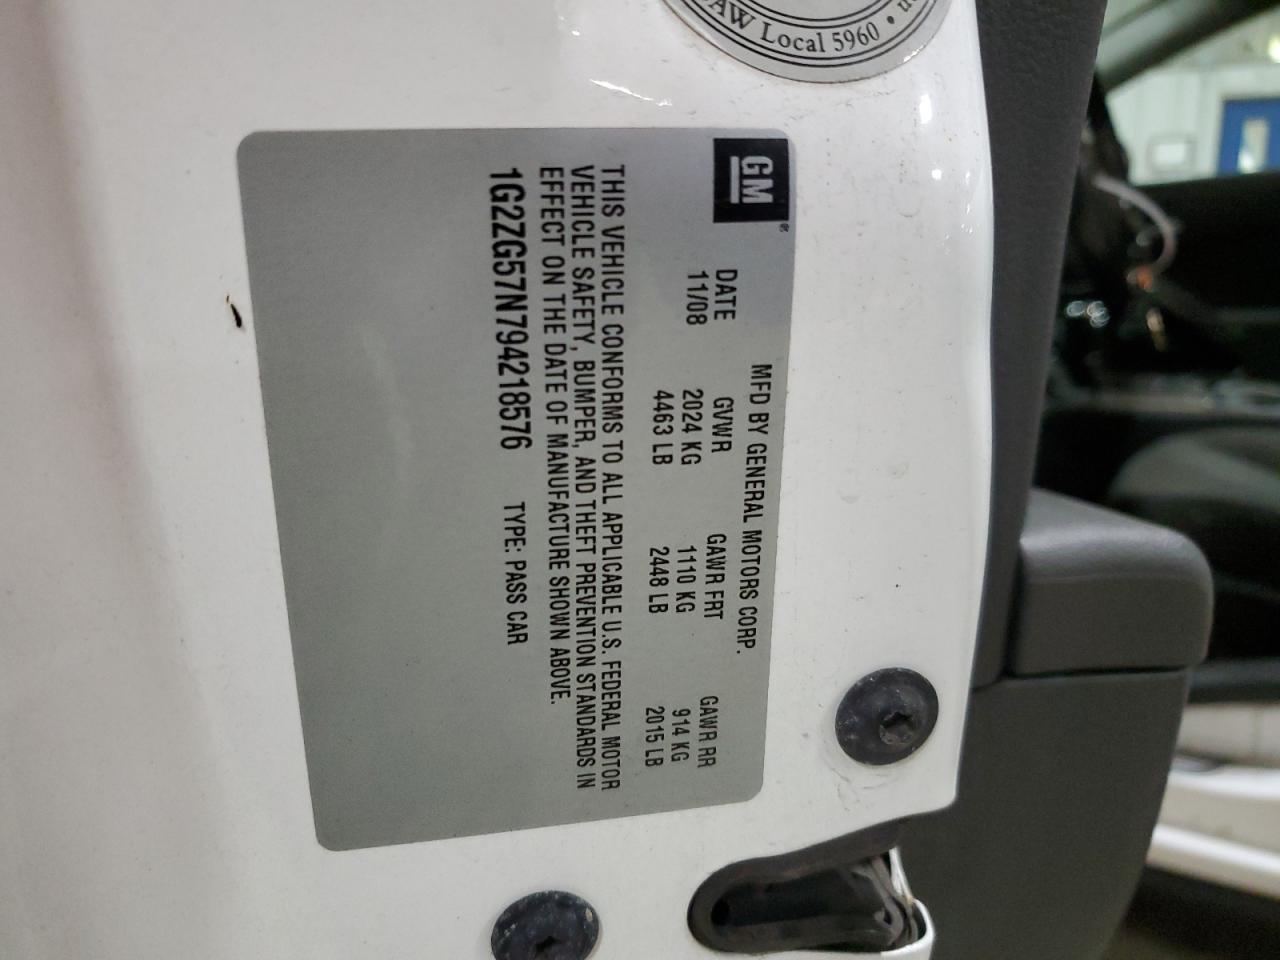 UAW Local 5960 •
GM®
MFD BY GENERAL MOTORS CORP.
DATE GVWR GAWR FRT GAWR RR
11/08 2024 KG 1110 KG 914 KG
4463 LB 2448 LB 2015 LB
THIS VEHICLE CONFORMS TO ALL APPLICABLE U.S. FEDERAL MOTOR
VEHICLE SAFETY, BUMPER, AND THEFT PREVENTION STANDARDS IN
EFFECT ON THE DATE OF MANUFACTURE SHOWN ABOVE.
1G2ZG57N794218576 TYPE: PASS CAR